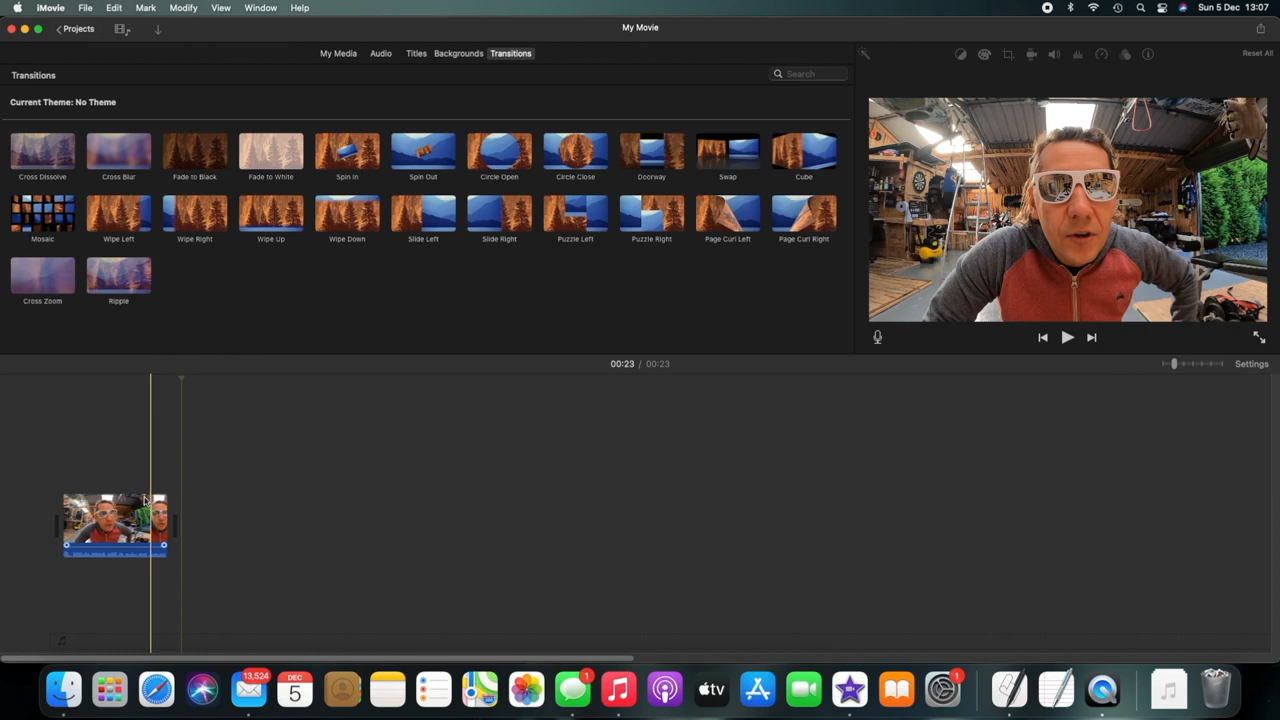 iMovie File Edit Mark Modify View Window Help Sun 5 Dec 13:07
Projects My Movie
My Media Audio Titles Backgrounds Transitions Reset All
Transitions Search
Current Theme: No Theme
Cross Dissolve Cross Blur Fade to Black Fade to White Spin In Spin Out Circle Open Circle Close Doorway Swap Cube
Mosaic Wipe Left Wipe Right Wipe Up Wipe Down Slide Left Slide Right Puzzle Left Puzzle Right Page Curl Left Page Curl Right
Cross Zoom Ripple
00:23 / 00:23 Settings
13,524 DEC 5 1 tv 1